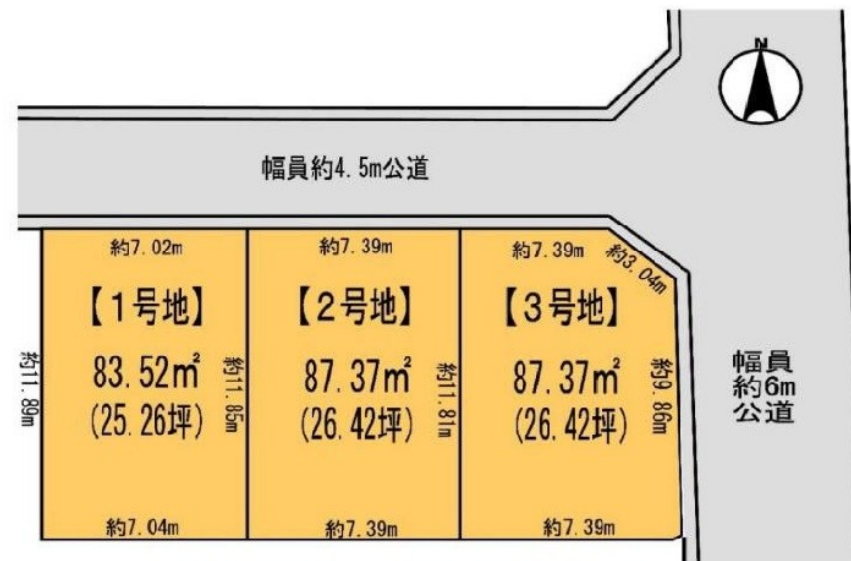 N
幅員約4.5m公道
約7.02m
約7.39m
約7.39m
約3.04m
【1号地】
【2号地】
【3号地】
約11.89m
83.52㎡
(25.26坪)
約11.85m
87.37㎡
(26.42坪)
約11.81m
87.37㎡
(26.42坪)
約9.86m
幅員
約6m
公道
約7.04m
約7.39m
約7.39m